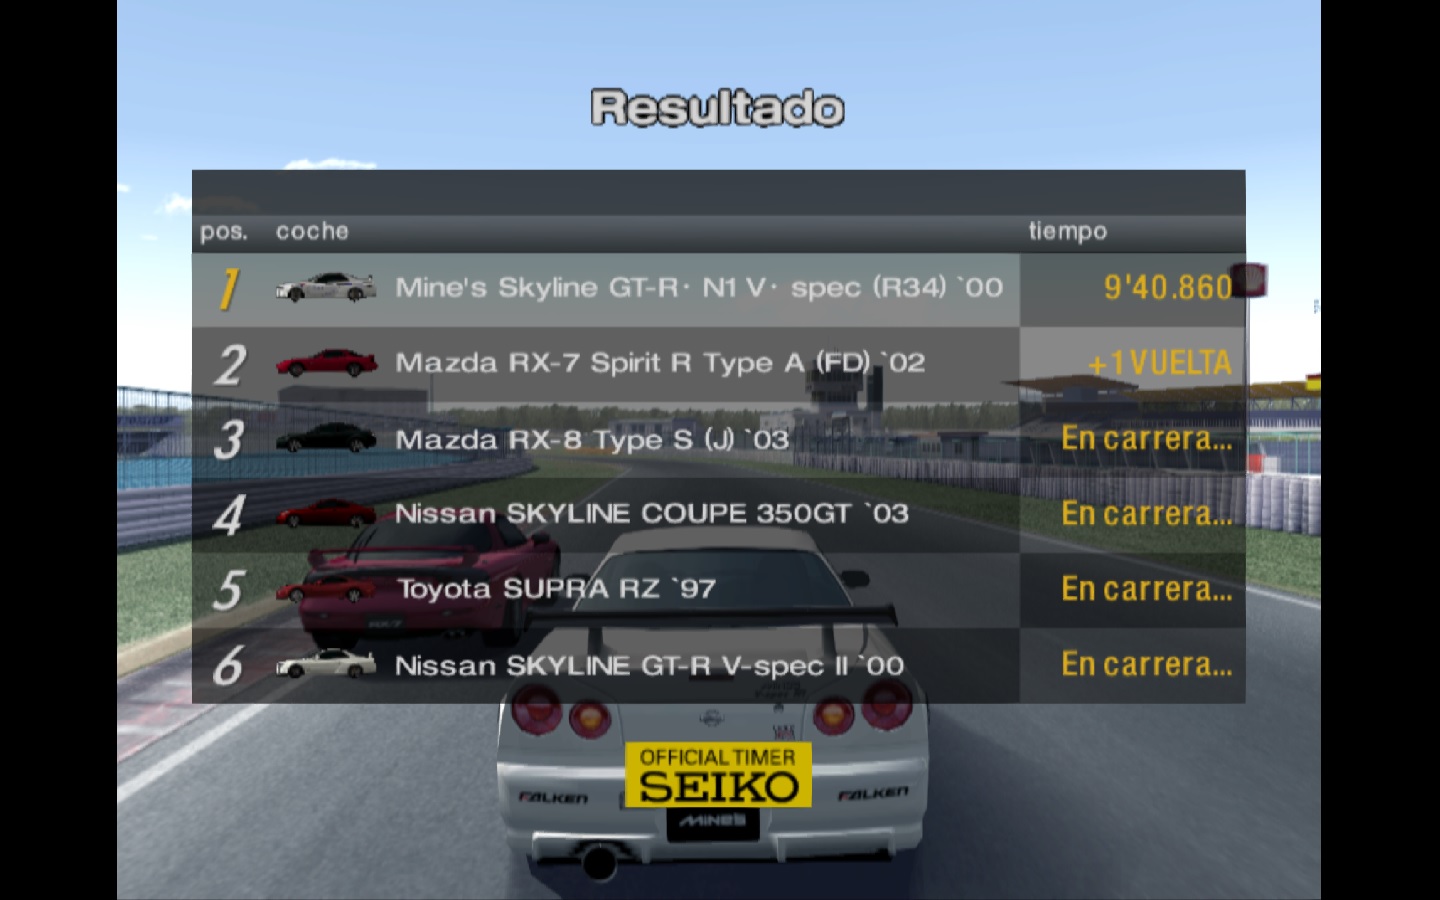 Resultado
pos. coche tiempo
1 Mine's Skyline GT-R· N1 V· spec (R34) `00 9'40.860
2 Mazda RX-7 Spirit R Type A (FD) `02 +1 VUELTA
3 Mazda RX-8 Type S (J) `03 En carrera...
4 Nissan SKYLINE COUPE 350GT `03 En carrera...
5 Toyota SUPRA RZ `97 En carrera...
6 Nissan SKYLINE GT-R V-spec II `00 En carrera...
RX-7
OFFICIAL TIMER
SEIKO
FALKEN FALKEN
MINE'S